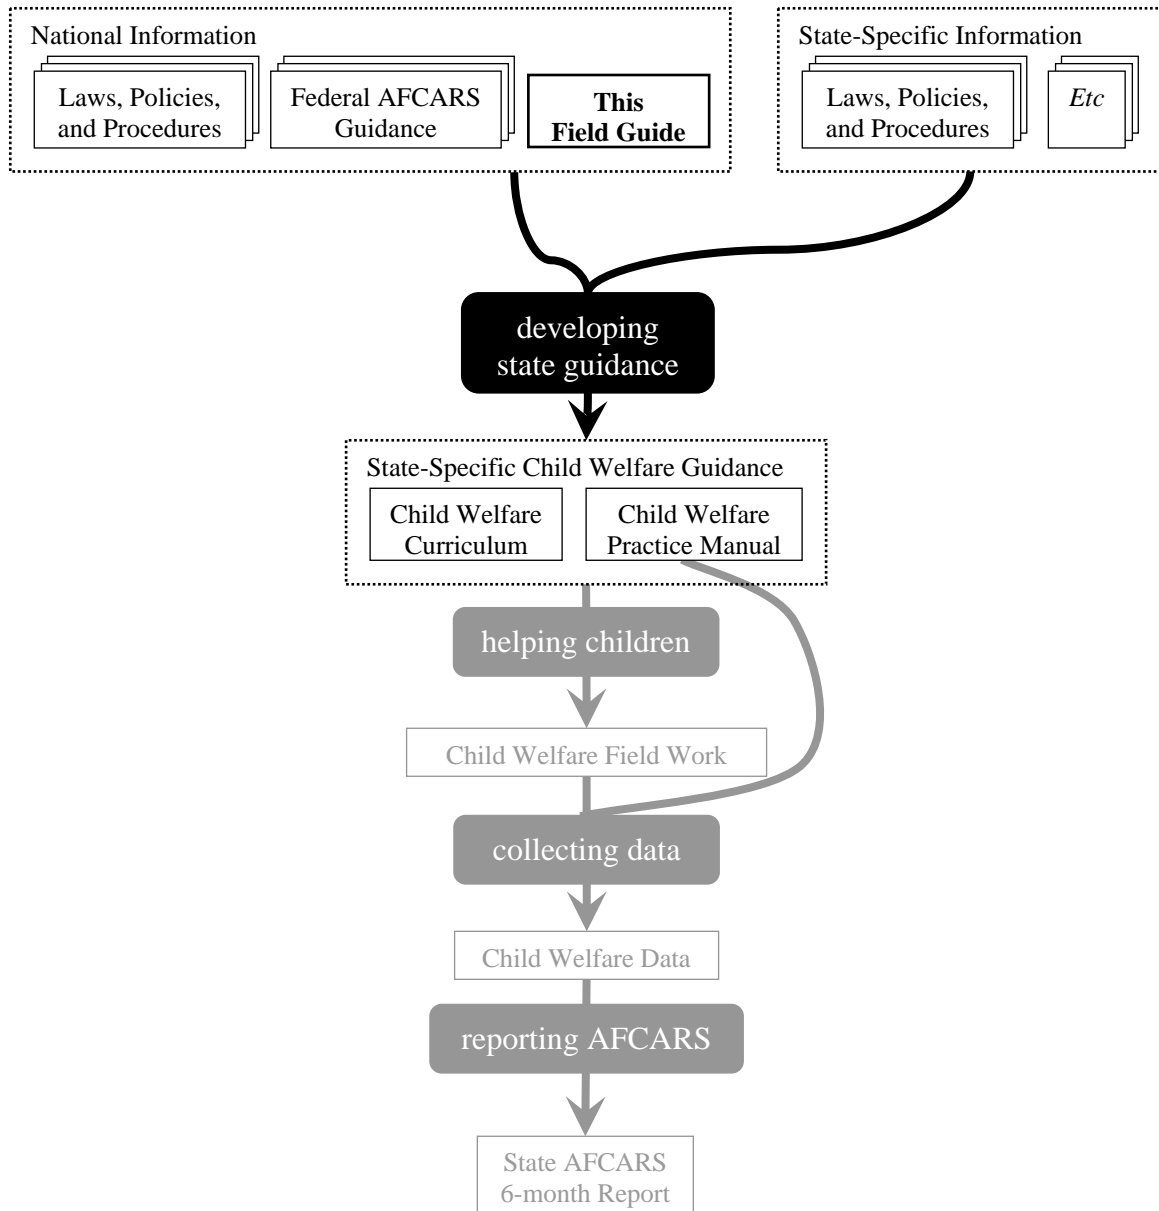 National Information
Laws, Policies,
and Procedures
Federal AFCARS
Guidance
This
Field Guide
State-Specific Information
Laws, Policies,
and Procedures
Etc
developing
state guidance
State-Specific Child Welfare Guidance
Child Welfare
Curriculum
Child Welfare
Practice Manual
helping children
Child Welfare Field Work
collecting data
Child Welfare Data
reporting AFCARS
State AFCARS
6-month Report